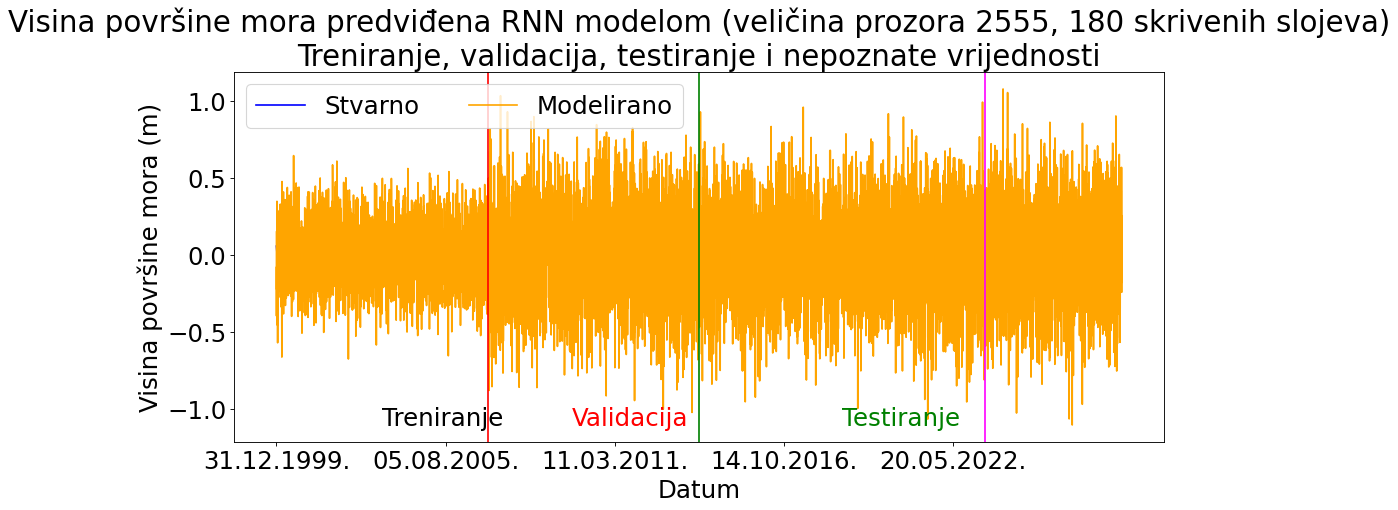 Visina površine mora predviđena RNN modelom (veličina prozora 2555, 180 skrivenih slojeva)
Treniranje, validacija, testiranje i nepoznate vrijednosti
Stvarno Modelirano
Visina površine mora (m)
1.0
0.5
0.0
−0.5
−1.0
Treniranje Validacija Testiranje
31.12.1999. 05.08.2005. 11.03.2011. 14.10.2016. 20.05.2022.
Datum